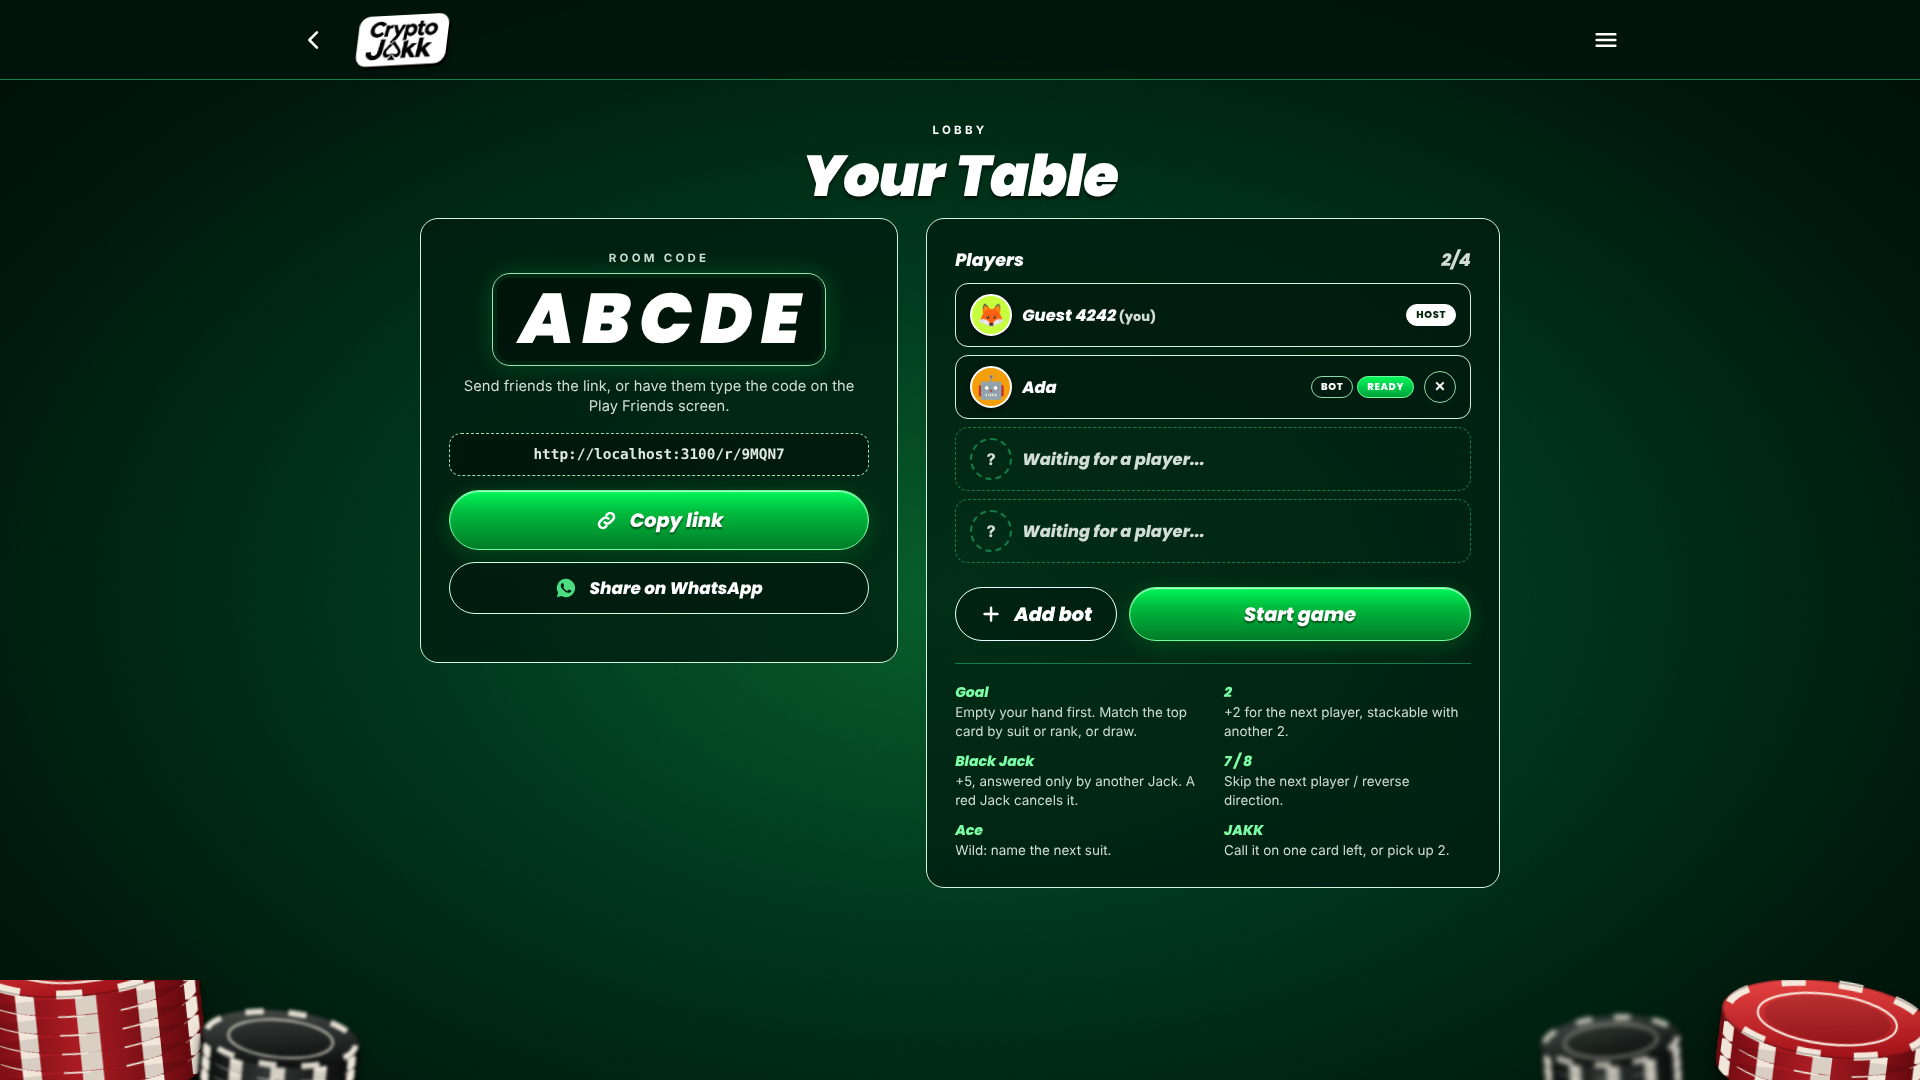 Crypto
Jakk
LOBBY
Your Table
ROOM CODE
ABCDE
Send friends the link, or have them type the code on the
Play Friends screen.
http://localhost:3100/r/9MQN7
Copy link
Share on WhatsApp
Players 2/4
Guest 4242 (you) HOST
Ada BOT READY ✕
? Waiting for a player...
? Waiting for a player...
+ Add bot
Start game
Goal
Empty your hand first. Match the top
card by suit or rank, or draw.
2
+2 for the next player, stackable with
another 2.
Black Jack
+5, answered only by another Jack. A
red Jack cancels it.
7 / 8
Skip the next player / reverse
direction.
Ace
Wild: name the next suit.
JAKK
Call it on one card left, or pick up 2.